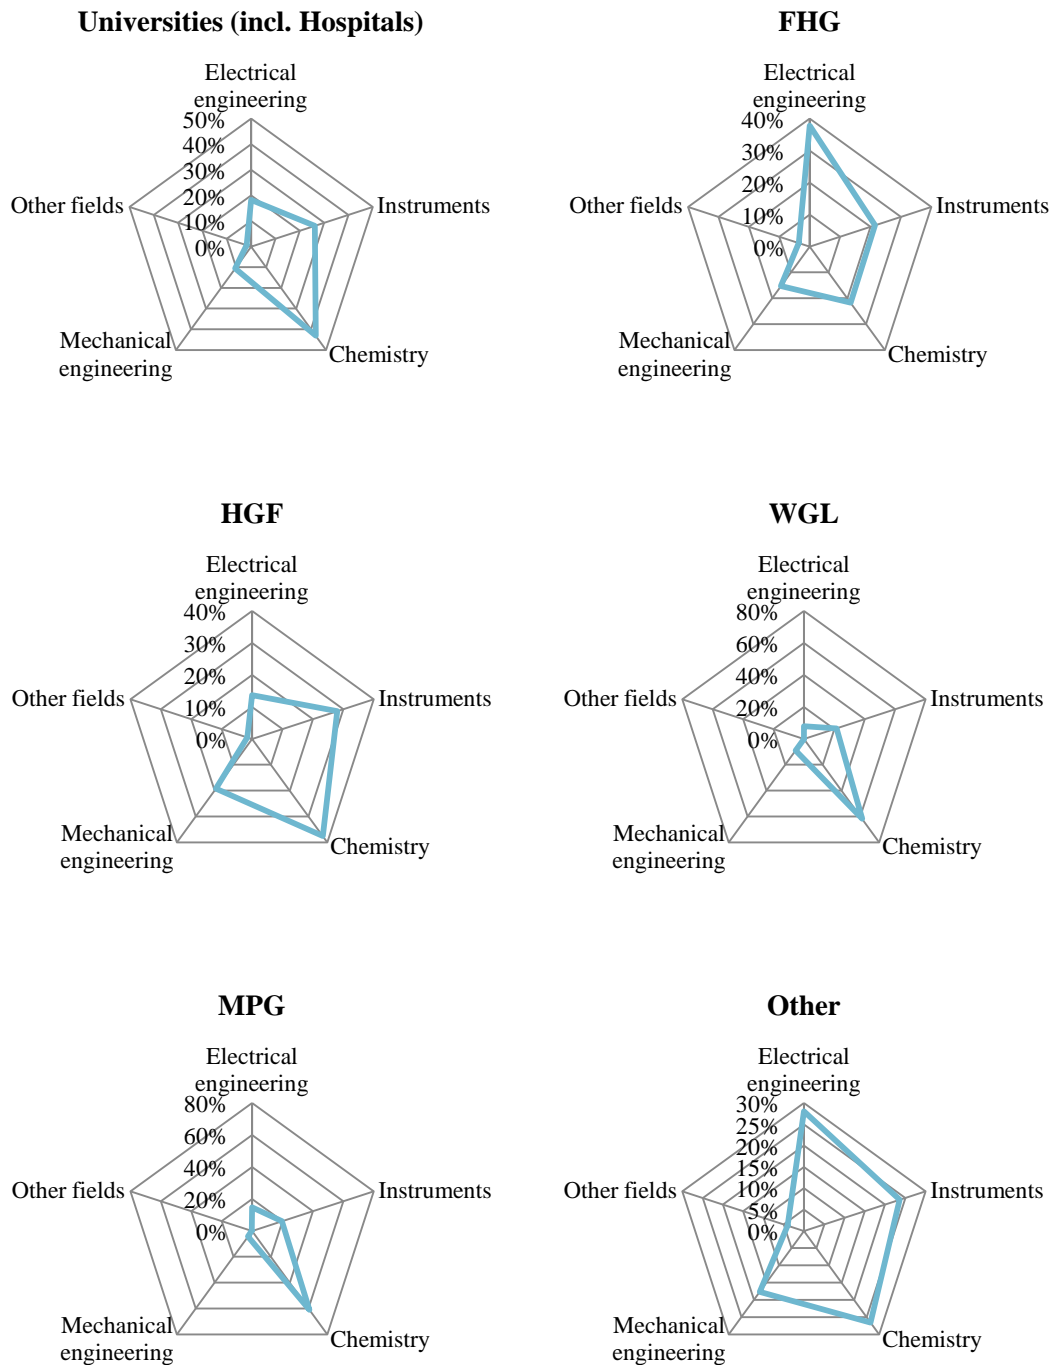 Universities (incl. Hospitals)
Electrical
engineering
50%
40%
30%
20%
10%
0%
Other fields
Instruments
Mechanical
engineering
Chemistry
FHG
Electrical
engineering
40%
30%
20%
10%
0%
Other fields
Instruments
Mechanical
engineering
Chemistry
HGF
Electrical
engineering
40%
30%
20%
10%
0%
Other fields
Instruments
Mechanical
engineering
Chemistry
WGL
Electrical
engineering
80%
60%
40%
20%
0%
Other fields
Instruments
Mechanical
engineering
Chemistry
MPG
Electrical
engineering
80%
60%
40%
20%
0%
Other fields
Instruments
Mechanical
engineering
Chemistry
Other
Electrical
engineering
30%
25%
20%
15%
10%
5%
0%
Other fields
Instruments
Mechanical
engineering
Chemistry